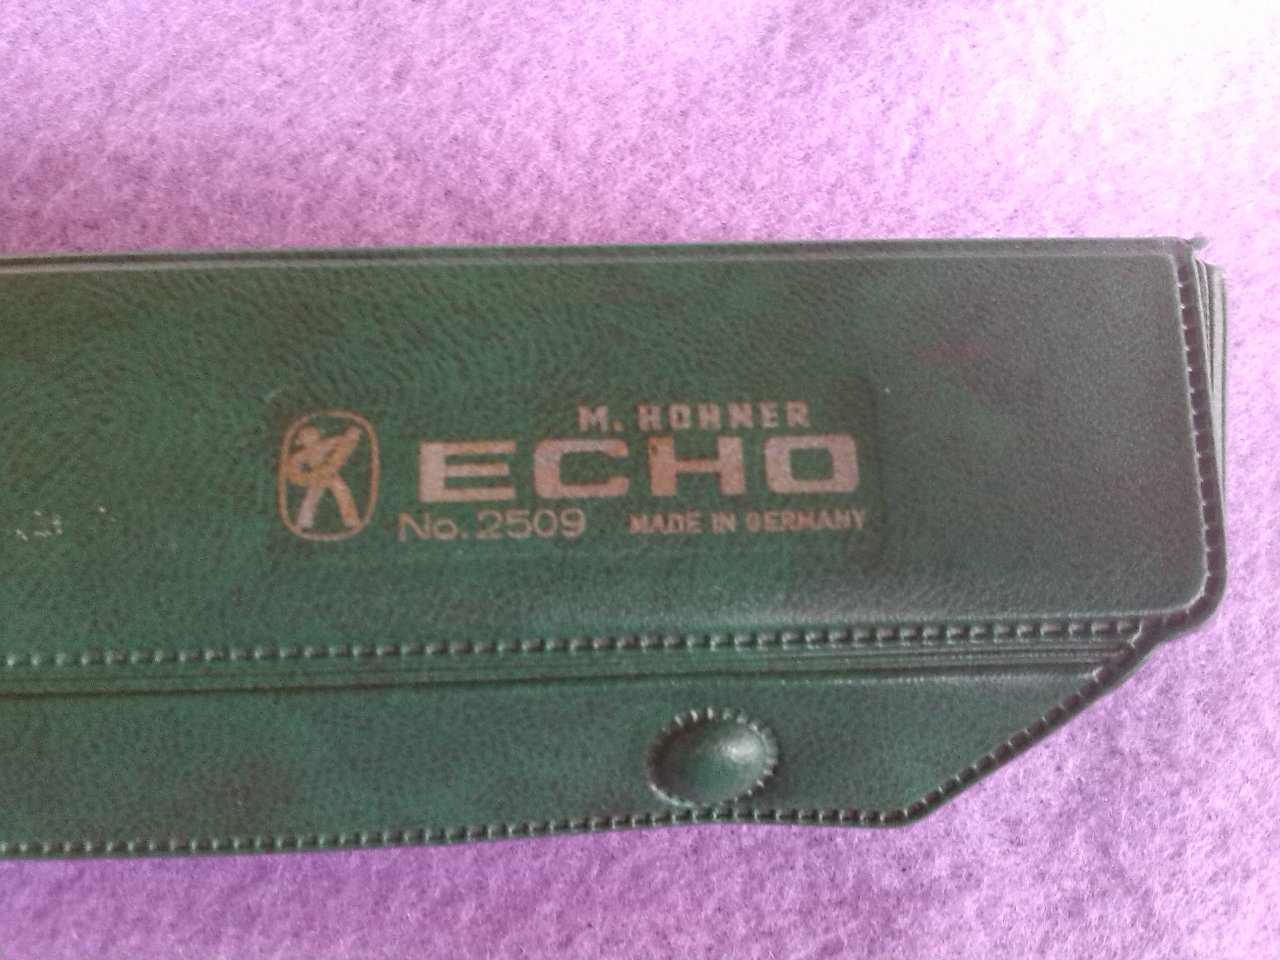 M. HOHNER
ECHO
No. 2509 MADE IN GERMANY